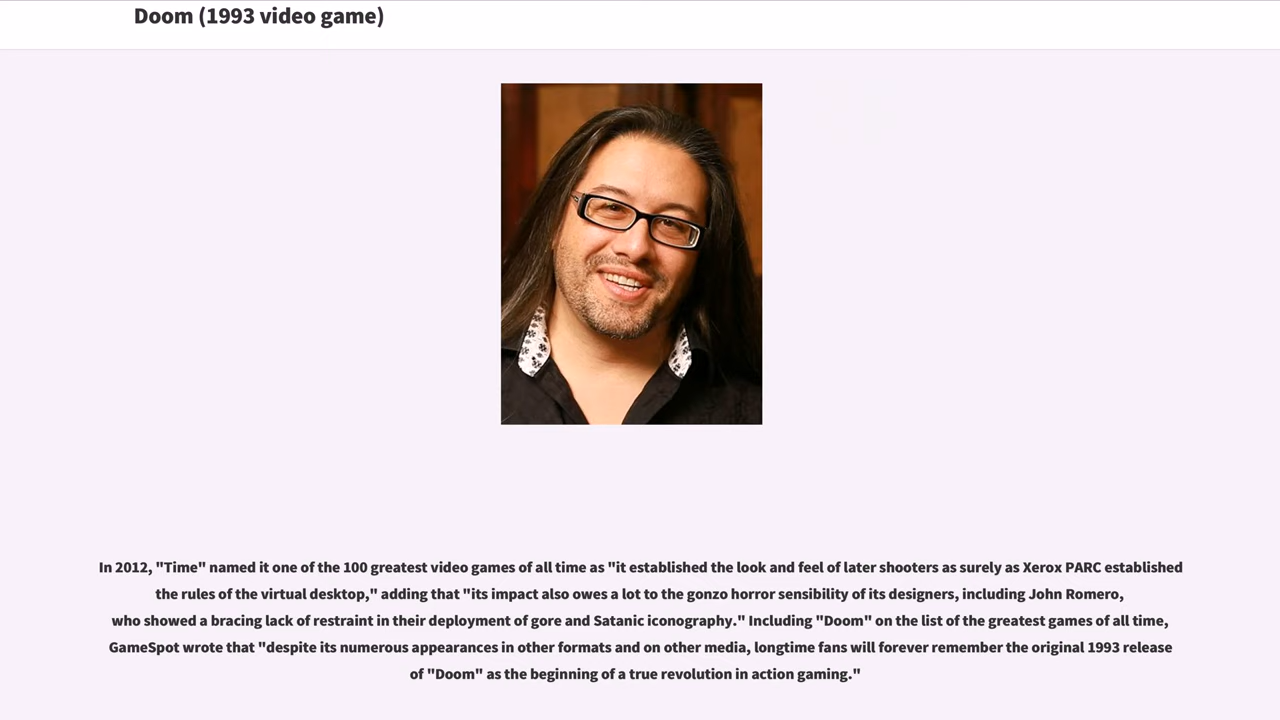 Doom (1993 video game)
In 2012, "Time" named it one of the 100 greatest video games of all time as "it established the look and feel of later shooters as surely as Xerox PARC established
the rules of the virtual desktop," adding that "its impact also owes a lot to the gonzo horror sensibility of its designers, including John Romero,
who showed a bracing lack of restraint in their deployment of gore and Satanic iconography." Including "Doom" on the list of the greatest games of all time,
GameSpot wrote that "despite its numerous appearances in other formats and on other media, longtime fans will forever remember the original 1993 release
of "Doom" as the beginning of a true revolution in action gaming."